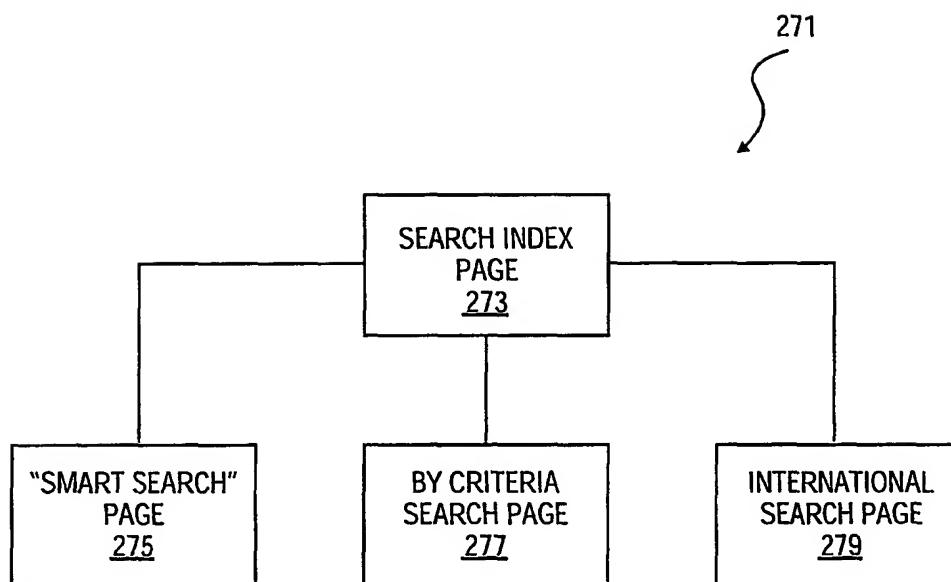 271
SEARCH INDEX
PAGE
273
"SMART SEARCH"
PAGE
275
BY CRITERIA
SEARCH PAGE
277
INTERNATIONAL
SEARCH PAGE
279